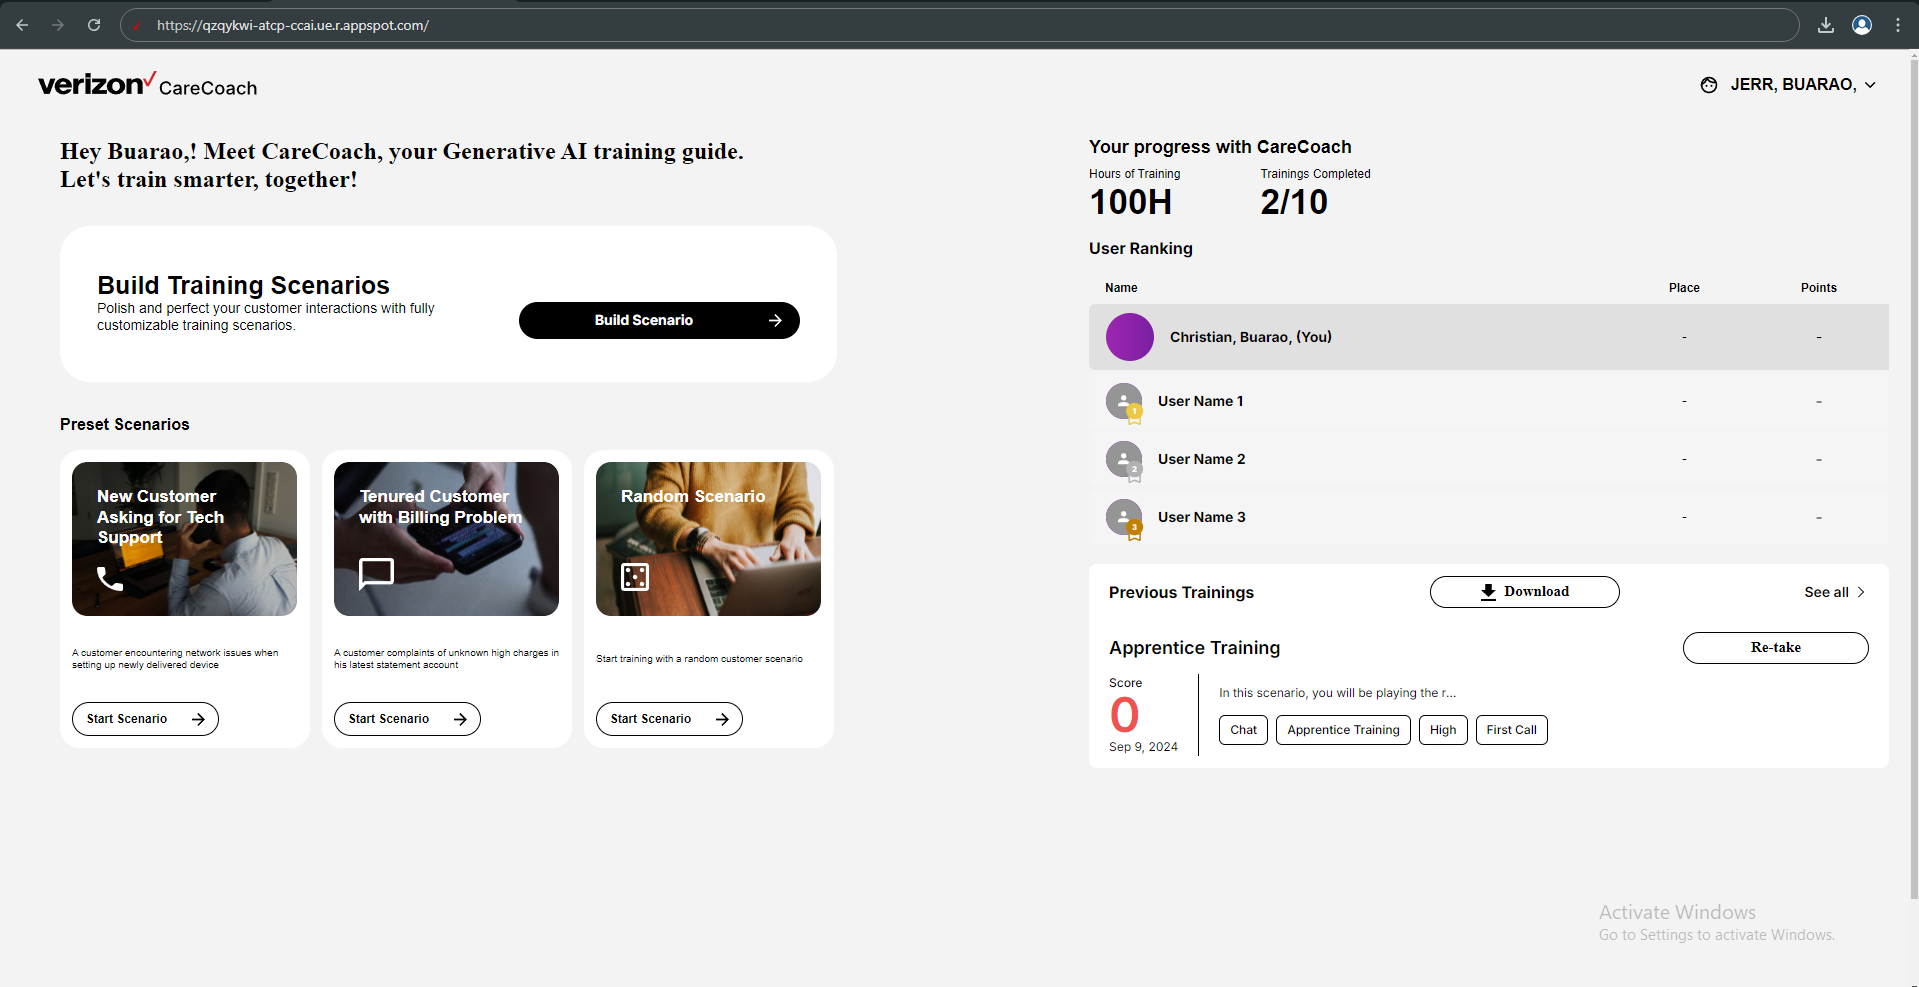 https://qzqykwi-atcp-ccai.ue.r.appspot.com/
verizon CareCoach
JERR, BUARAO,
Hey Buarao,! Meet CareCoach, your Generative AI training guide.
Let's train smarter, together!
Build Training Scenarios
Polish and perfect your customer interactions with fully
customizable training scenarios.
Build Scenario
Preset Scenarios
New Customer
Asking for Tech
Support
A customer encountering network issues when
setting up newly delivered device
Start Scenario
Tenured Customer
with Billing Problem
A customer complaints of unknown high charges in
his latest statement account
Start Scenario
Random Scenario
Start training with a random customer scenario
Start Scenario
Your progress with CareCoach
Hours of Training
100H
Trainings Completed
2/10
User Ranking
Name Place Points
Christian, Buarao, (You) - -
1 User Name 1 - -
2 User Name 2 - -
3 User Name 3 - -
Previous Trainings
Download
See all
Apprentice Training
Re-take
Score
0
Sep 9, 2024
In this scenario, you will be playing the r...
Chat Apprentice Training High First Call
Activate Windows
Go to Settings to activate Windows.